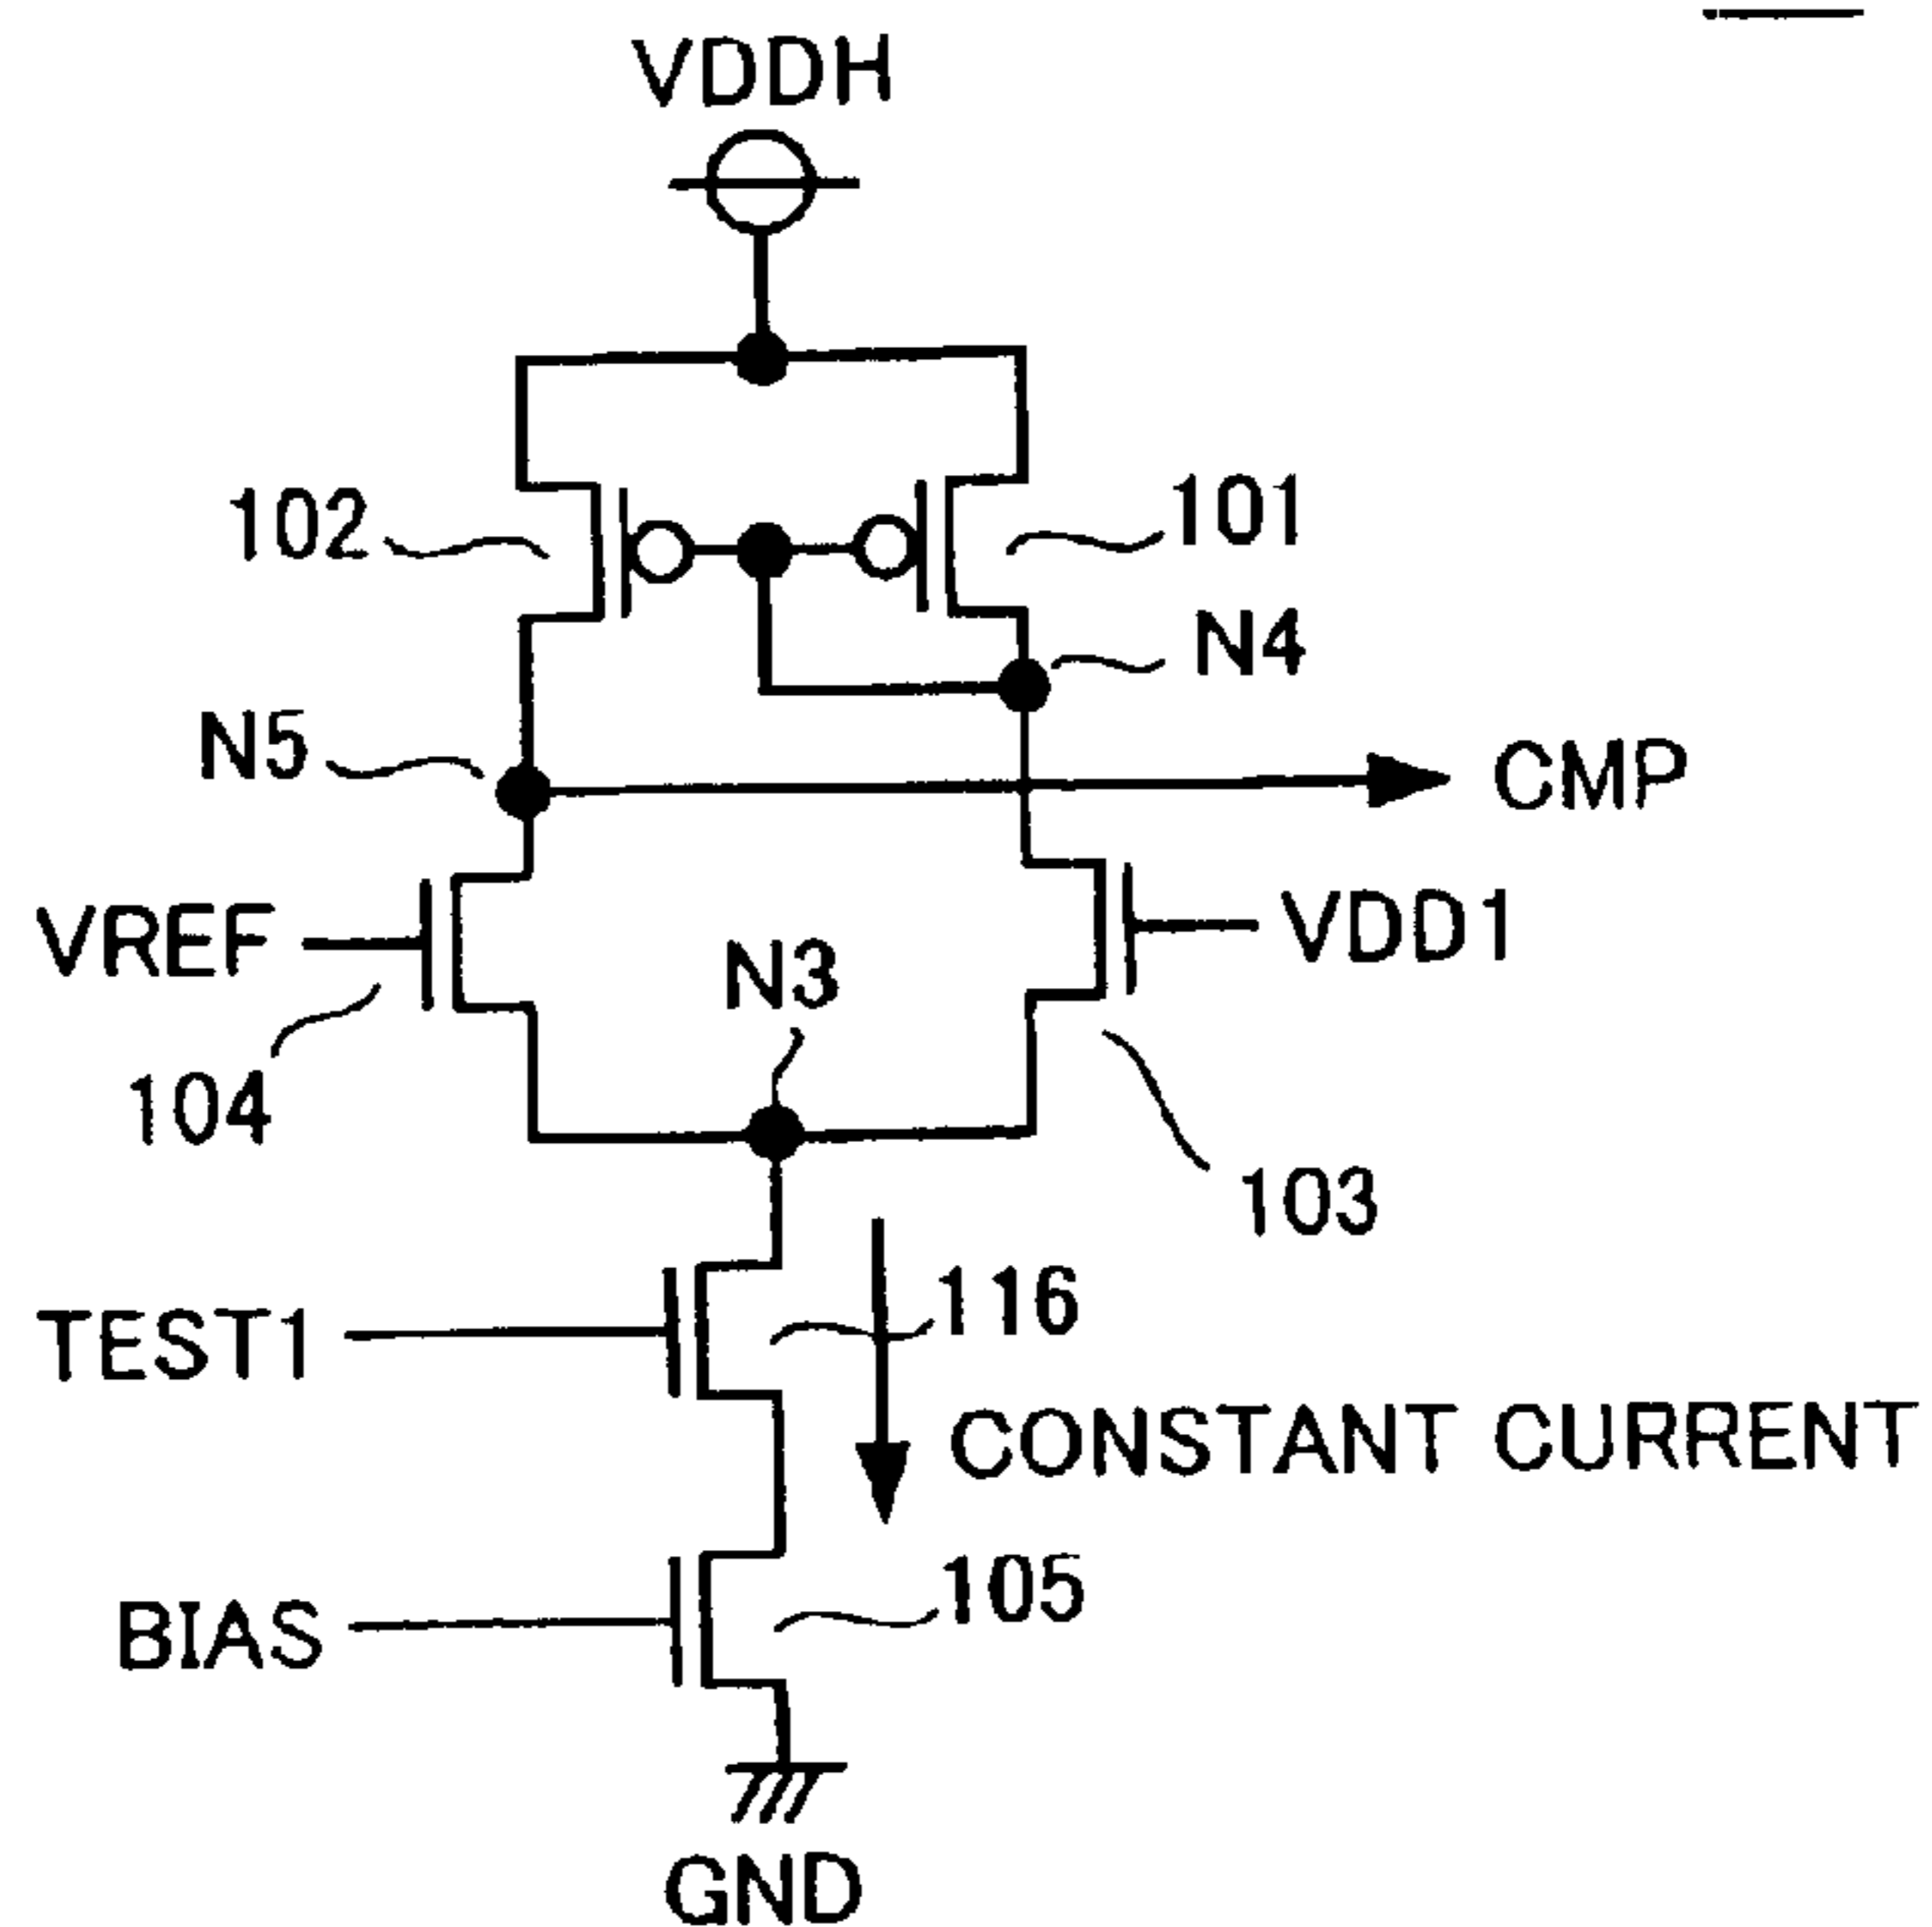 VDDH
102
101
N4
N5
CMP
VREF
VDD1
N3
104
103
TEST1
116
CONSTANT CURRENT
BIAS
105
GND